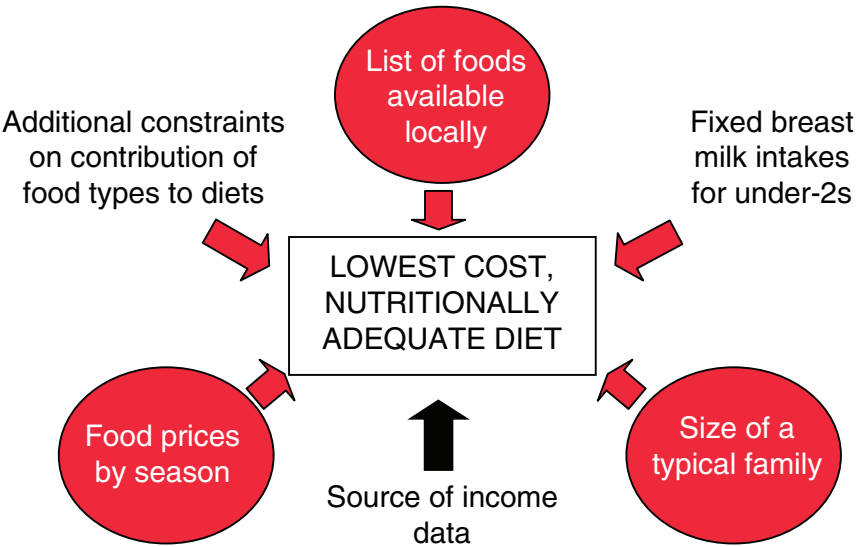 List of foods
available
locally
Additional constraints
on contribution of
food types to diets
Fixed breast
milk intakes
for under-2s
LOWEST COST,
NUTRITIONALLY
ADEQUATE DIET
Food prices
by season
Size of a
typical family
Source of income
data